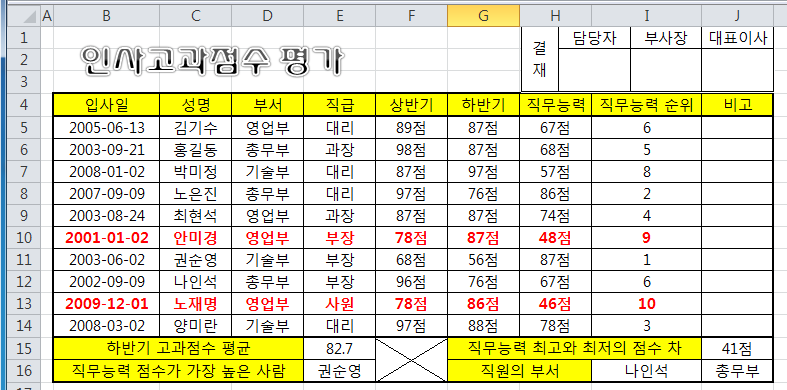 A B C D E F G H I J
1 결재 담당자 부사장 대표이사
2 인사고과점수 평가
3
4 입사일 성명 부서 직급 상반기 하반기 직무능력 직무능력 순위 비고
5 2005-06-13 김기수 영업부 대리 89점 87점 67점 6
6 2003-09-21 홍길동 총무부 과장 98점 87점 68점 5
7 2008-01-02 박미정 기술부 대리 87점 97점 57점 8
8 2007-09-09 노은진 총무부 대리 97점 76점 86점 2
9 2003-08-24 최현석 영업부 과장 87점 87점 74점 4
10 2001-01-02 안미경 영업부 부장 78점 87점 48점 9
11 2003-06-02 권순영 기술부 부장 68점 56점 87점 1
12 2002-09-09 나인석 총무부 부장 96점 76점 67점 6
13 2009-12-01 노재명 영업부 사원 78점 86점 46점 10
14 2008-03-02 양미란 기술부 대리 97점 88점 78점 3
15 하반기 고과점수 평균 82.7 직무능력 최고와 최저의 점수 차 41점
16 직무능력 점수가 가장 높은 사람 권순영 직원의 부서 나인석 총무부